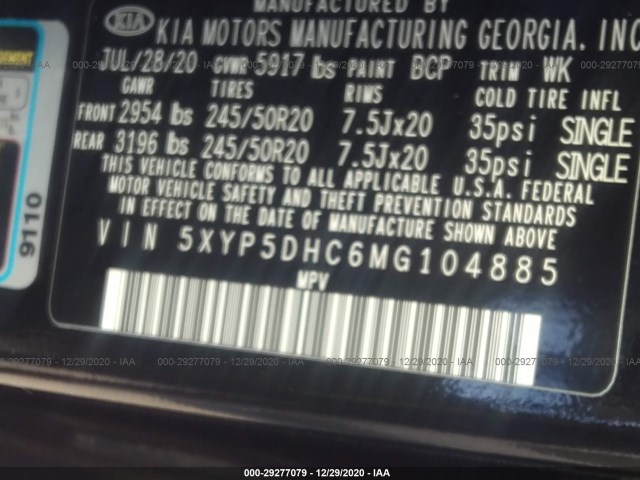 MANUFACTURED BY
KIA KIA MOTORS MANUFACTURING GEORGIA. INC
JUL/28/20 GVWR 5917 lbs PAINT BCP TRIM WK
GAWR TIRES RIMS COLD TIRE INFL
FRONT 2954 lbs 245/50R20 7.5Jx20 35psi SINGLE
REAR 3196 lbs 245/50R20 7.5Jx20 35psi SINGLE
THIS VEHICLE CONFORMS TO ALL APPLICABLE U.S.A. FEDERAL
MOTOR VEHICLE SAFETY AND THEFT PREVENTION STANDARDS
IN EFFECT ON THE DATE OF MANUFACTURE SHOWN ABOVE
VIN 5XYP5DHC6MG104885
MPV
9110
000-29277079 - 12/29/2020 - IAA